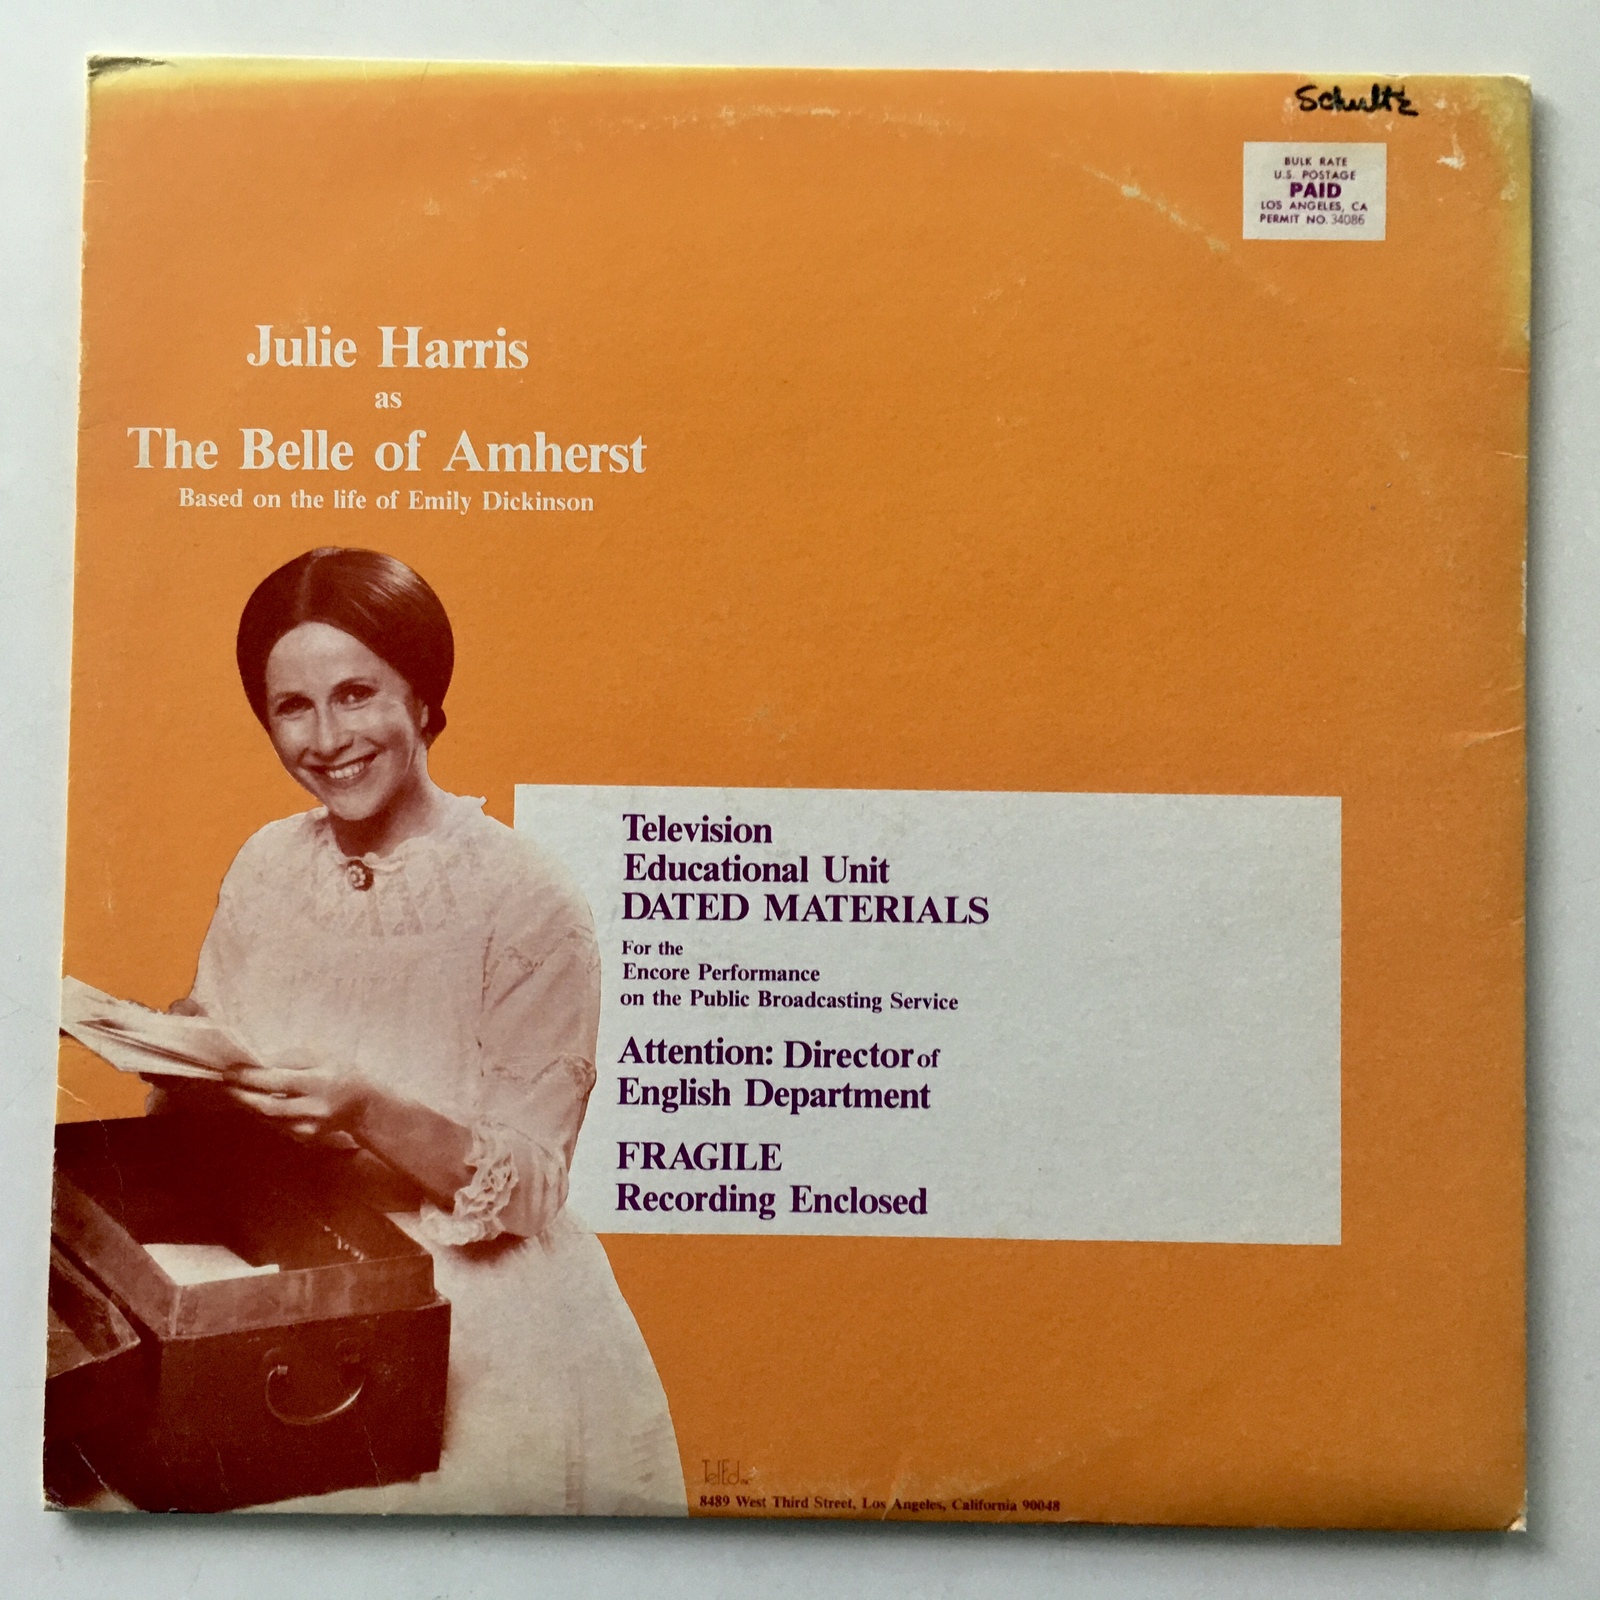 Schultz
BULK RATE
U.S. POSTAGE
PAID
LOS ANGELES, CA
PERMIT NO. 34086
Julie Harris
as
The Belle of Amherst
Based on the life of Emily Dickinson
Television
Educational Unit
DATED MATERIALS
For the
Encore Performance
on the Public Broadcasting Service
Attention: Director of
English Department
FRAGILE
Recording Enclosed
TelEd inc.
8489 West Third Street, Los Angeles, California 90048